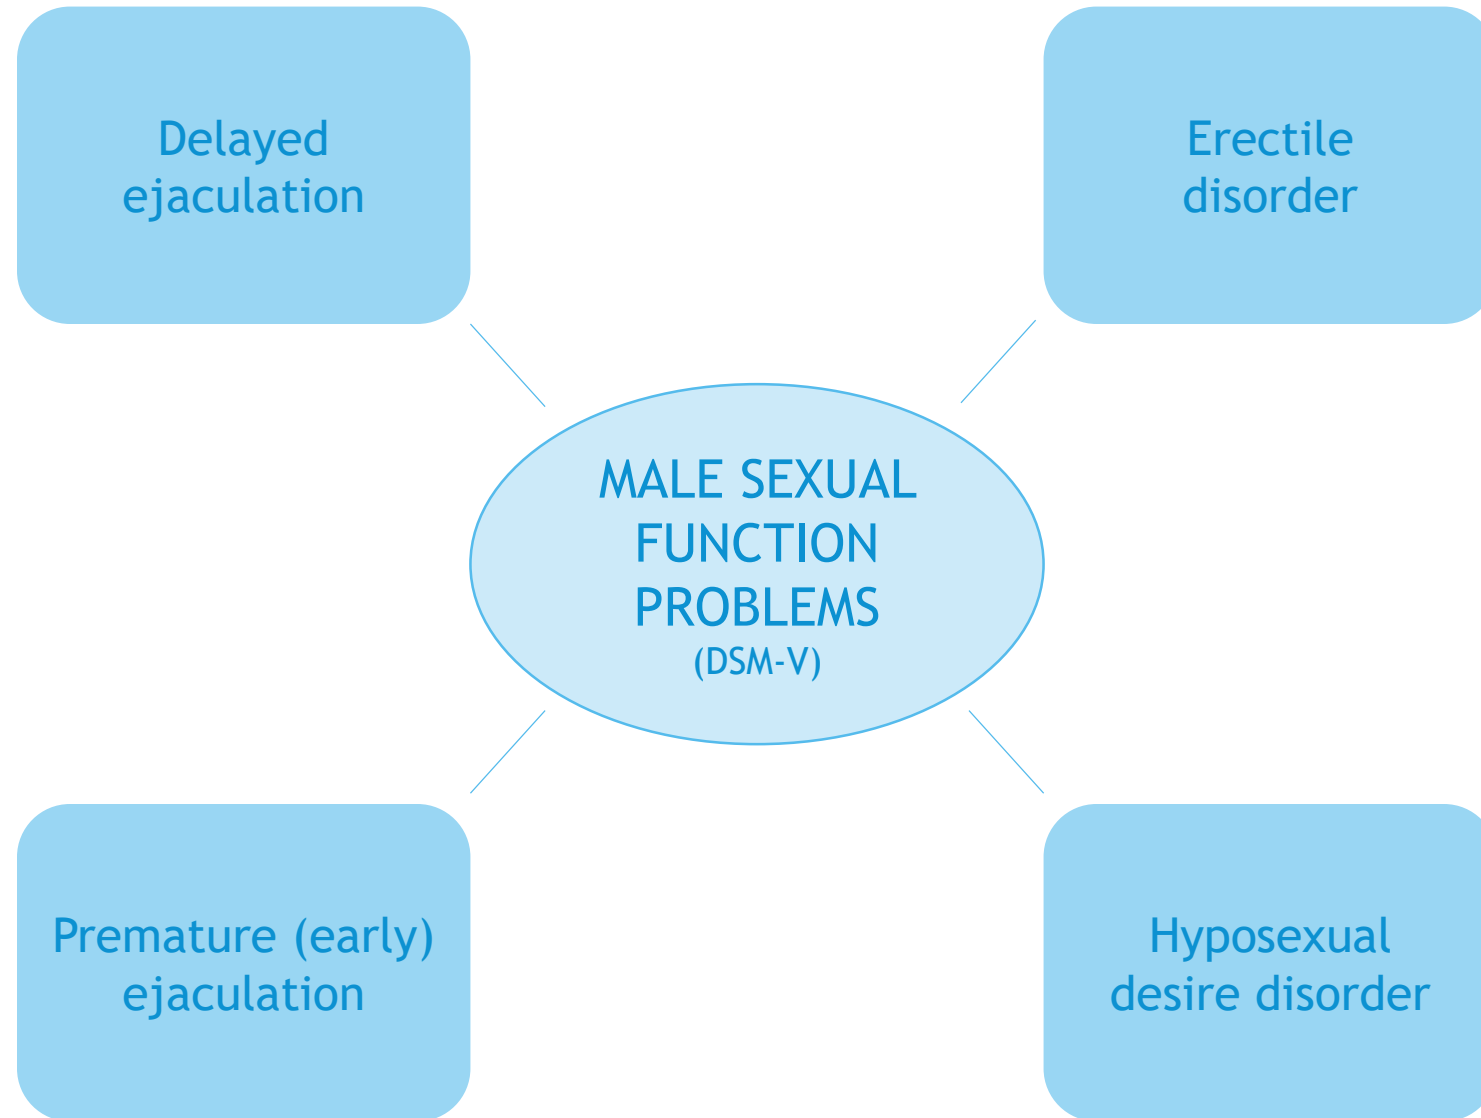 Delayed
ejaculation
Erectile
disorder
MALE SEXUAL
FUNCTION
PROBLEMS
(DSM-V)
Premature (early)
ejaculation
Hyposexual
desire disorder